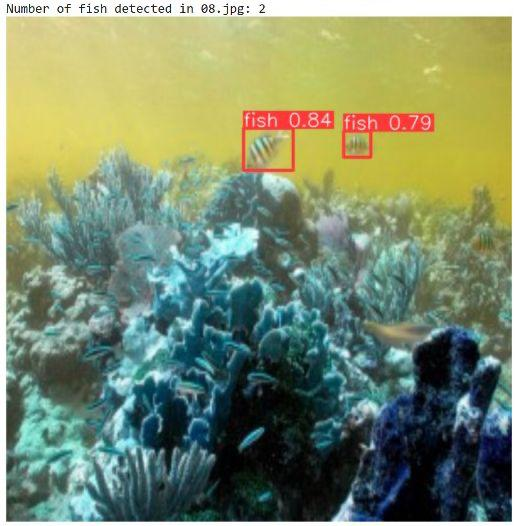 Number of fish detected in 08.jpg: 2
fish 0.84
fish 0.79